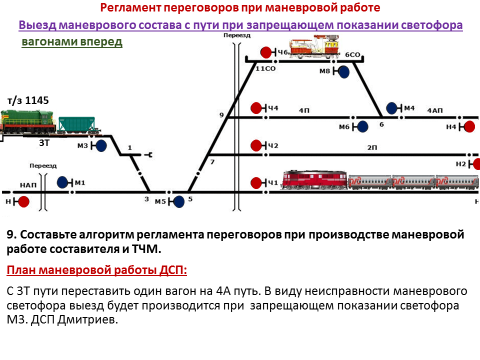 Регламент переговоров при маневровой работе
Выезд маневрового состава с пути при запрещающем показании светофора
вагонами вперед
Переезд
Ч6
6СО
11СО
М8
т/з 1145
Ч4
4П
М4
4АП
9
М6
6
Н4
3Т
М3
1
Ч2
2П
7
Н2
Переезд
НАП
М1
Ч1
Н
3
М5
5
9. Составьте алгоритм регламента переговоров при производстве маневровой
работе составителя и ТЧМ.
План маневровой работы ДСП:
С 3Т пути переставить один вагон на 4А путь. В виду неисправности маневрового
светофора выезд будет производится при запрещающем показании светофора
М3. ДСП Дмитриев.